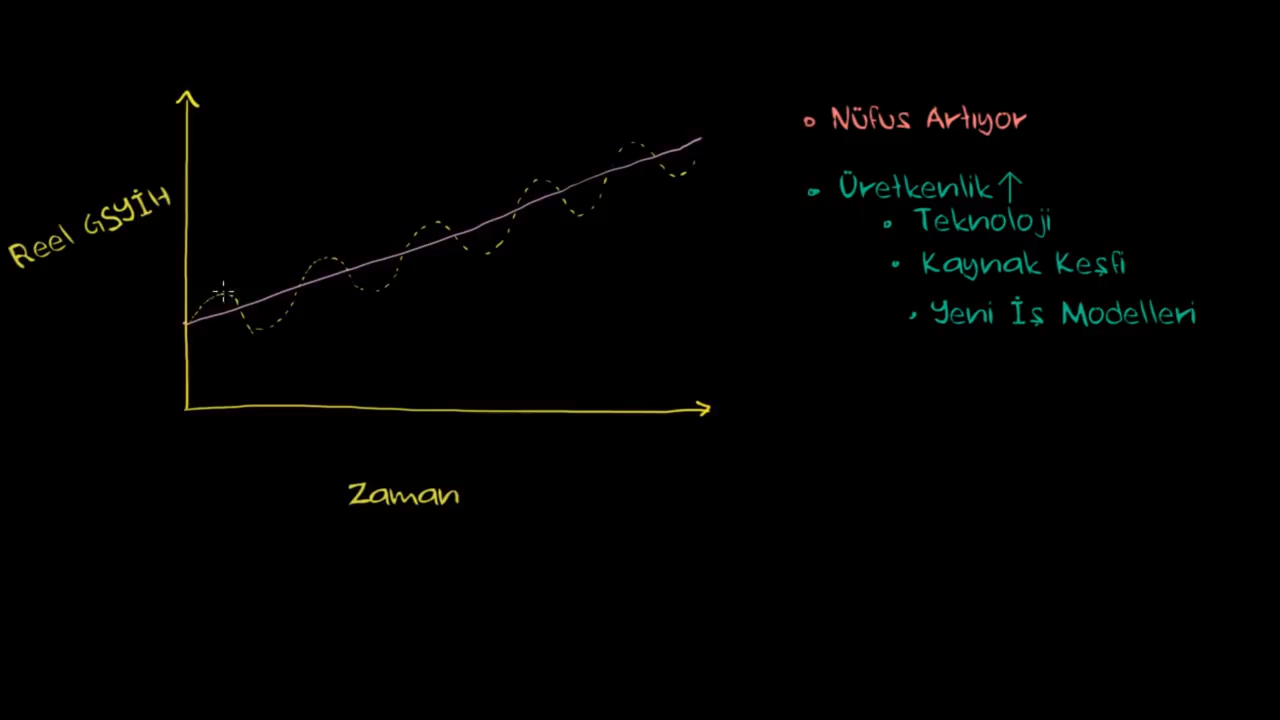 Reel GSYİH
Zaman
Nüfus Artıyor
Üretkenlik ↑
Teknoloji
Kaynak Keşfi
Yeni İş Modelleri